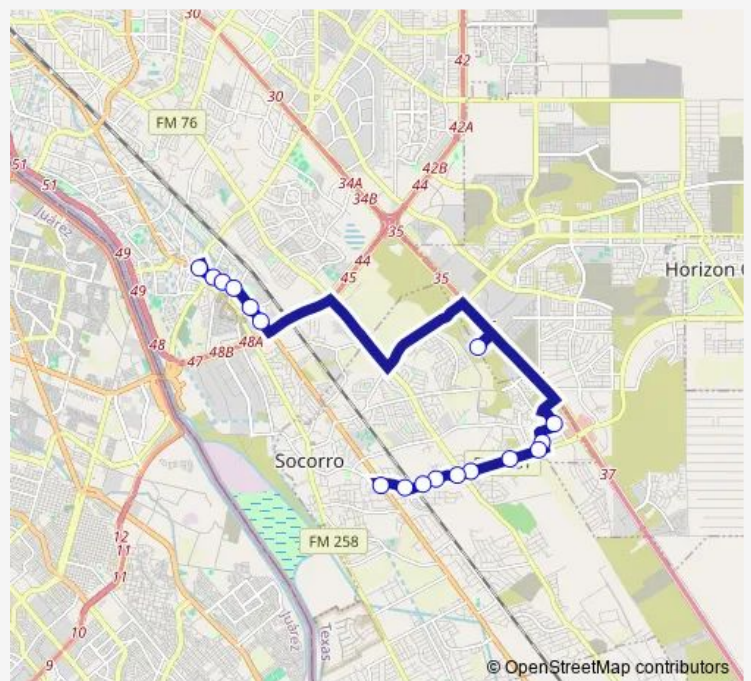 30
42
30
FM 76
42A
51
51
34A
42B
44
34B
35
Juárez
49
44
35
49
45
Horizon
48
48A
48B
47
Socorro
37
FM 258
12
11
11
10
Juárez
Texas
9
© OpenStreetMap contributors